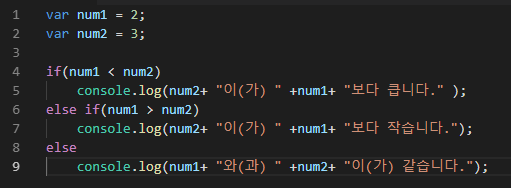 1 var num1 = 2;
2 var num2 = 3;
3
4 if(num1 < num2)
5 console.log(num2+ "이(가) " +num1+ "보다 큽니다." );
6 else if(num1 > num2)
7 console.log(num2+ "이(가) " +num1+ "보다 작습니다.");
8 else
9 console.log(num1+ "와(과) " +num2+ "이(가) 같습니다.");